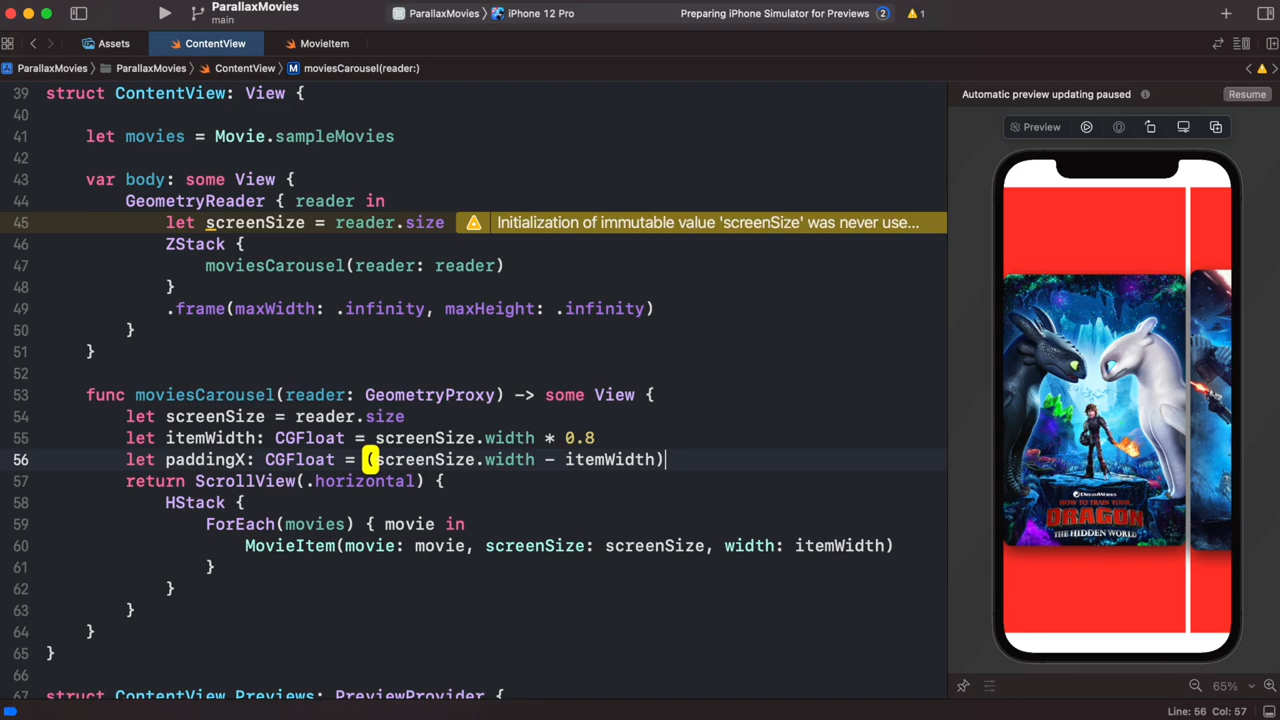 ParallaxMovies
main
ParallaxMovies
iPhone 12 Pro
Preparing iPhone Simulator for Previews
2
1
Assets
ContentView
MovieItem
ParallaxMovies
ParallaxMovies
ContentView
M
moviesCarousel(reader:)
39 struct ContentView: View {
40
41 let movies = Movie.sampleMovies
42
43 var body: some View {
44 GeometryReader { reader in
45 let screenSize = reader.size
Initialization of immutable value 'screenSize' was never use...
46 ZStack {
47 moviesCarousel(reader: reader)
48 }
49 .frame(maxWidth: .infinity, maxHeight: .infinity)
50 }
51 }
52
53 func moviesCarousel(reader: GeometryProxy) -> some View {
54 let screenSize = reader.size
55 let itemWidth: CGFloat = screenSize.width * 0.8
56 let paddingX: CGFloat = (screenSize.width - itemWidth)
57 return ScrollView(.horizontal) {
58 HStack {
59 ForEach(movies) { movie in
60 MovieItem(movie: movie, screenSize: screenSize, width: itemWidth)
61 }
62 }
63 }
64 }
65 }
66
67 struct ContentView_Previews: PreviewProvider {
Automatic preview updating paused
Resume
Preview
DREAMWORKS
HOW TO TRAIN YOUR
DRAGON
THE HIDDEN WORLD
65%
Line: 56 Col: 57